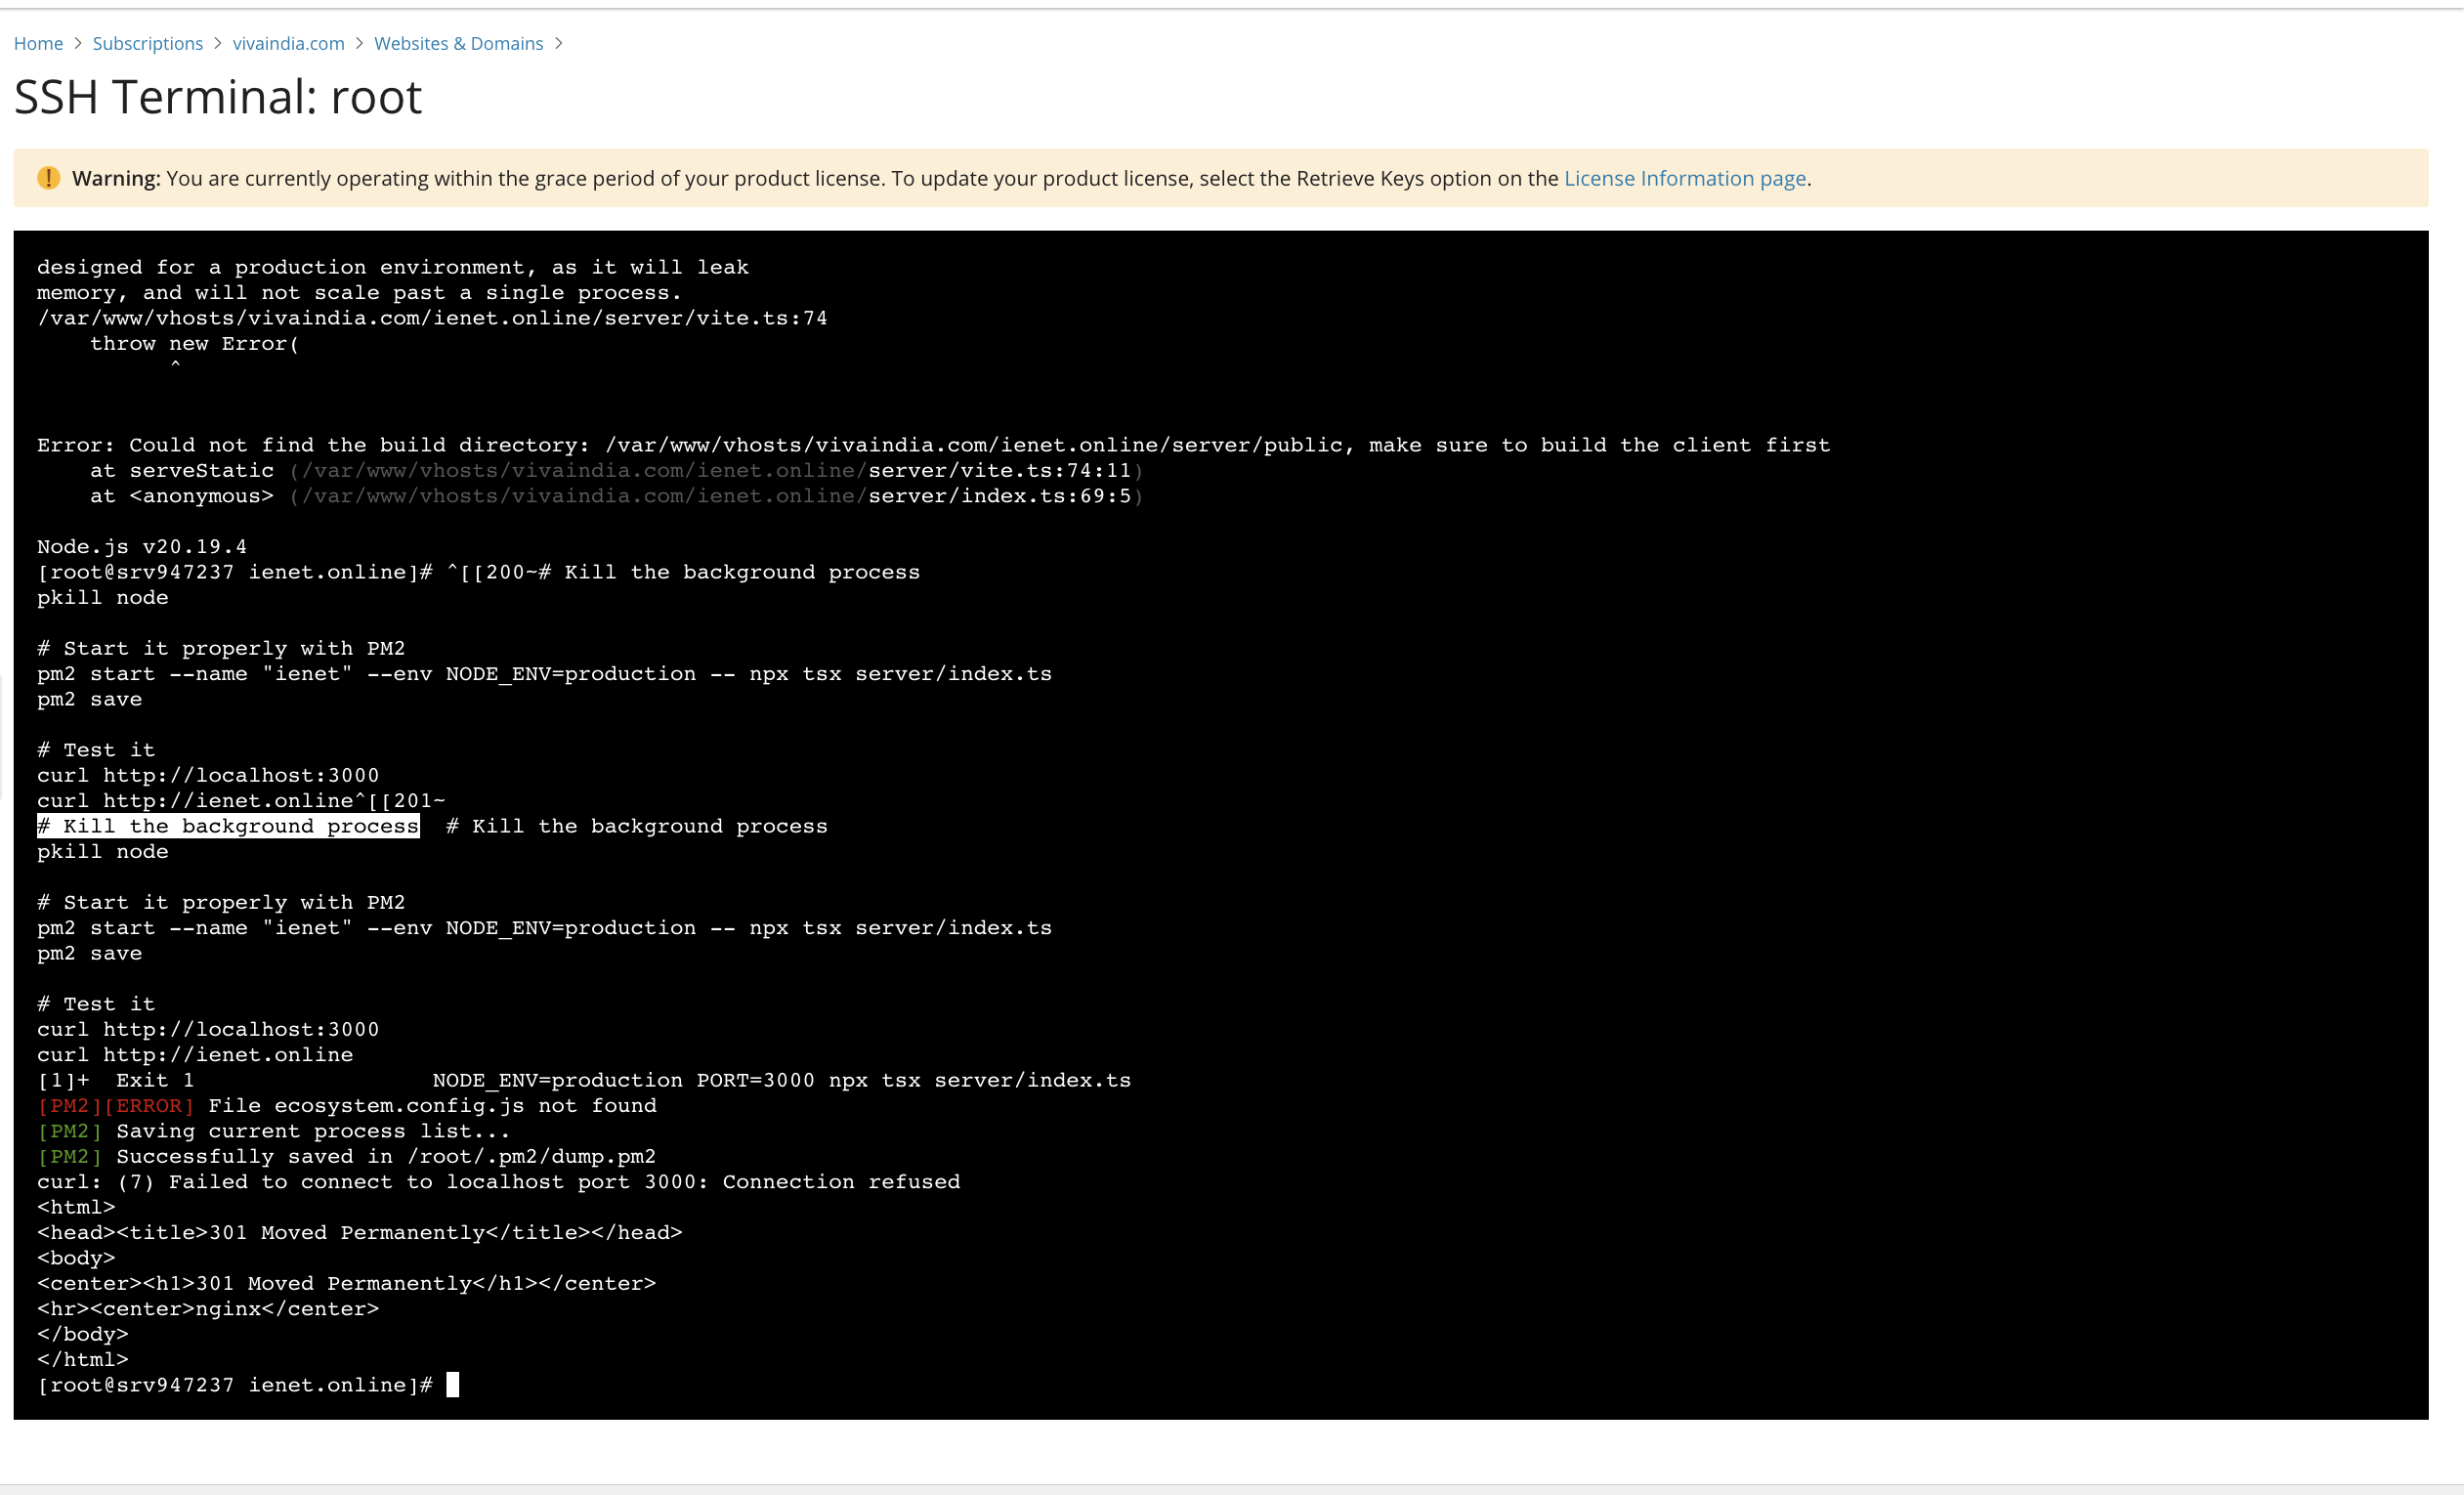 Home > Subscriptions > vivaindia.com > Websites & Domains >
SSH Terminal: root
Warning: You are currently operating within the grace period of your product license. To update your product license, select the Retrieve Keys option on the License Information page.
designed for a production environment, as it will leak
memory, and will not scale past a single process.
/var/www/vhosts/vivaindia.com/ienet.online/server/vite.ts:74
    throw new Error(
          ^
Error: Could not find the build directory: /var/www/vhosts/vivaindia.com/ienet.online/server/public, make sure to build the client first
    at serveStatic (/var/www/vhosts/vivaindia.com/ienet.online/server/vite.ts:74:11)
    at <anonymous> (/var/www/vhosts/vivaindia.com/ienet.online/server/index.ts:69:5)
Node.js v20.19.4
[root@srv947237 ienet.online]# ^[[200~# Kill the background process
pkill node
# Start it properly with PM2
pm2 start --name "ienet" --env NODE_ENV=production -- npx tsx server/index.ts
pm2 save
# Test it
curl http://localhost:3000
curl http://ienet.online^[[201~
# Kill the background process  # Kill the background process
pkill node
# Start it properly with PM2
pm2 start --name "ienet" --env NODE_ENV=production -- npx tsx server/index.ts
pm2 save
# Test it
curl http://localhost:3000
curl http://ienet.online
[1]+  Exit 1                  NODE_ENV=production PORT=3000 npx tsx server/index.ts
[PM2][ERROR] File ecosystem.config.js not found
[PM2] Saving current process list...
[PM2] Successfully saved in /root/.pm2/dump.pm2
curl: (7) Failed to connect to localhost port 3000: Connection refused
<html>
<head><title>301 Moved Permanently</title></head>
<body>
<center><h1>301 Moved Permanently</h1></center>
<hr><center>nginx</center>
</body>
</html>
[root@srv947237 ienet.online]#